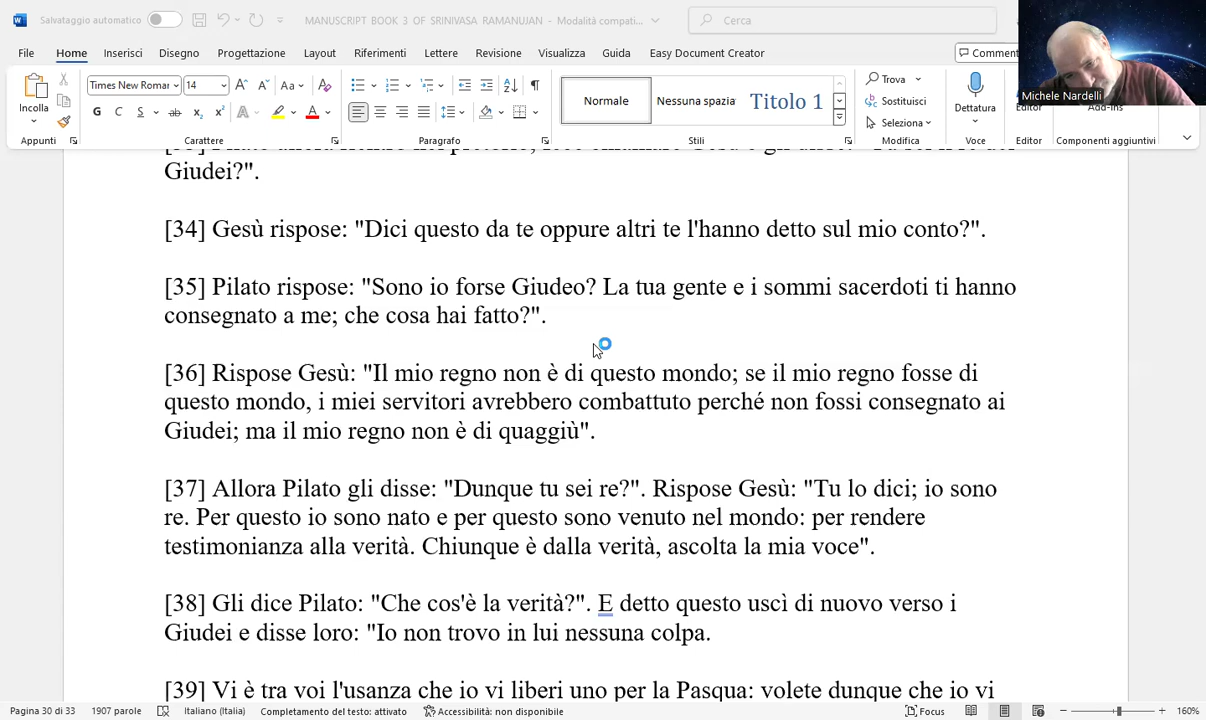 Salvataggio automatico
MANUSCRIPT BOOK 3 OF SRINIVASA RAMANUJAN - Modalità compati...
Cerca
File Home Inserisci Disegno Progettazione Layout Riferimenti Lettere Revisione Visualizza Guida Easy Document Creator
Comment
Michele Nardelli
Incolla
Times New Roman 14
Aa
G C S ab x₂ x² A A
Normale
Nessuna spazia
Titolo 1
Trova
Sostituisci
Seleziona
Dettatura
Editor
Add-ins
Appunti Carattere Paragrafo Stili Modifica Voce Editor Componenti aggiuntivi
Giudei?".
[34] Gesù rispose: "Dici questo da te oppure altri te l'hanno detto sul mio conto?".
[35] Pilato rispose: "Sono io forse Giudeo? La tua gente e i sommi sacerdoti ti hanno
consegnato a me; che cosa hai fatto?".
[36] Rispose Gesù: "Il mio regno non è di questo mondo; se il mio regno fosse di
questo mondo, i miei servitori avrebbero combattuto perché non fossi consegnato ai
Giudei; ma il mio regno non è di quaggiù".
[37] Allora Pilato gli disse: "Dunque tu sei re?". Rispose Gesù: "Tu lo dici; io sono
re. Per questo io sono nato e per questo sono venuto nel mondo: per rendere
testimonianza alla verità. Chiunque è dalla verità, ascolta la mia voce".
[38] Gli dice Pilato: "Che cos'è la verità?". E detto questo uscì di nuovo verso i
Giudei e disse loro: "Io non trovo in lui nessuna colpa.
[39] Vi è tra voi l'usanza che io vi liberi uno per la Pasqua: volete dunque che io vi
Pagina 30 di 33 1907 parole Italiano (Italia) Completamento del testo: attivato Accessibilità: non disponibile Focus 160%